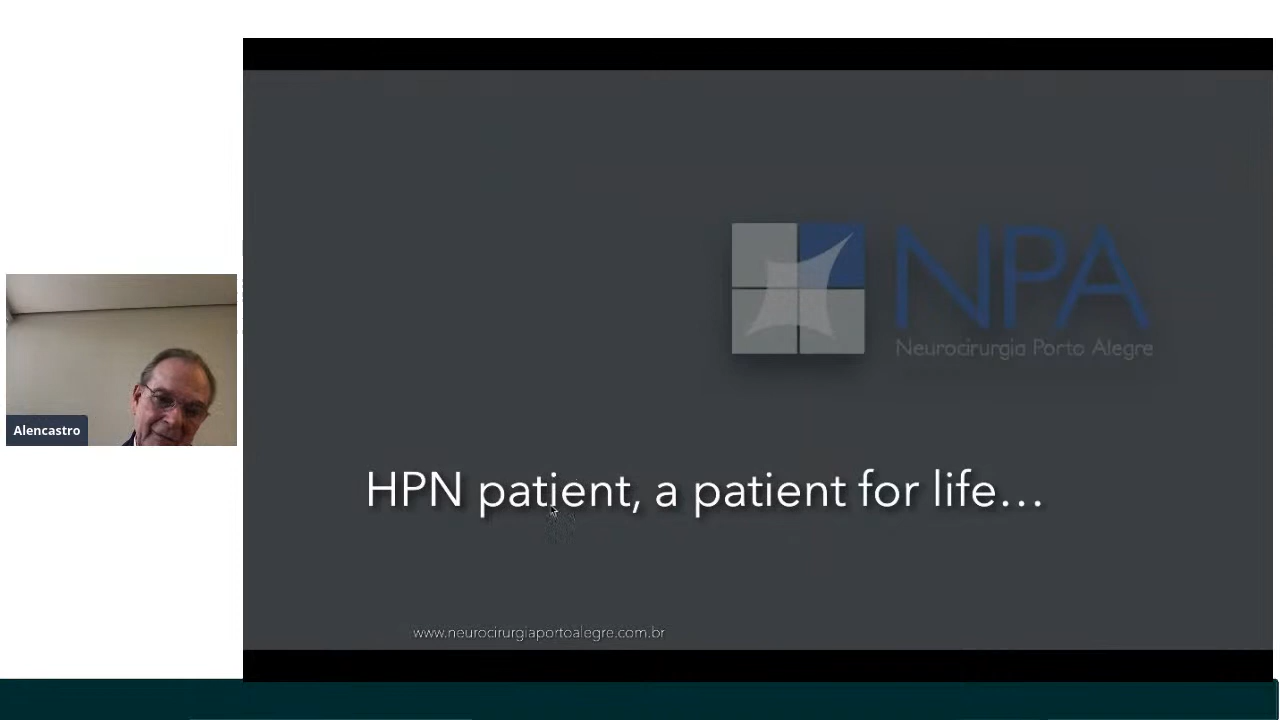 NPA
Neurocirurgia Porto Alegre
Alencastro
HPN patient, a patient for life...
www.neurocirurgiaportoalegre.com.br